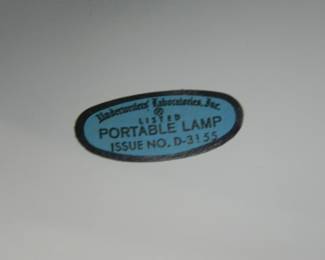 Underwriters' Laboratories, Inc.
LISTED
PORTABLE LAMP
ISSUE NO. D-3155